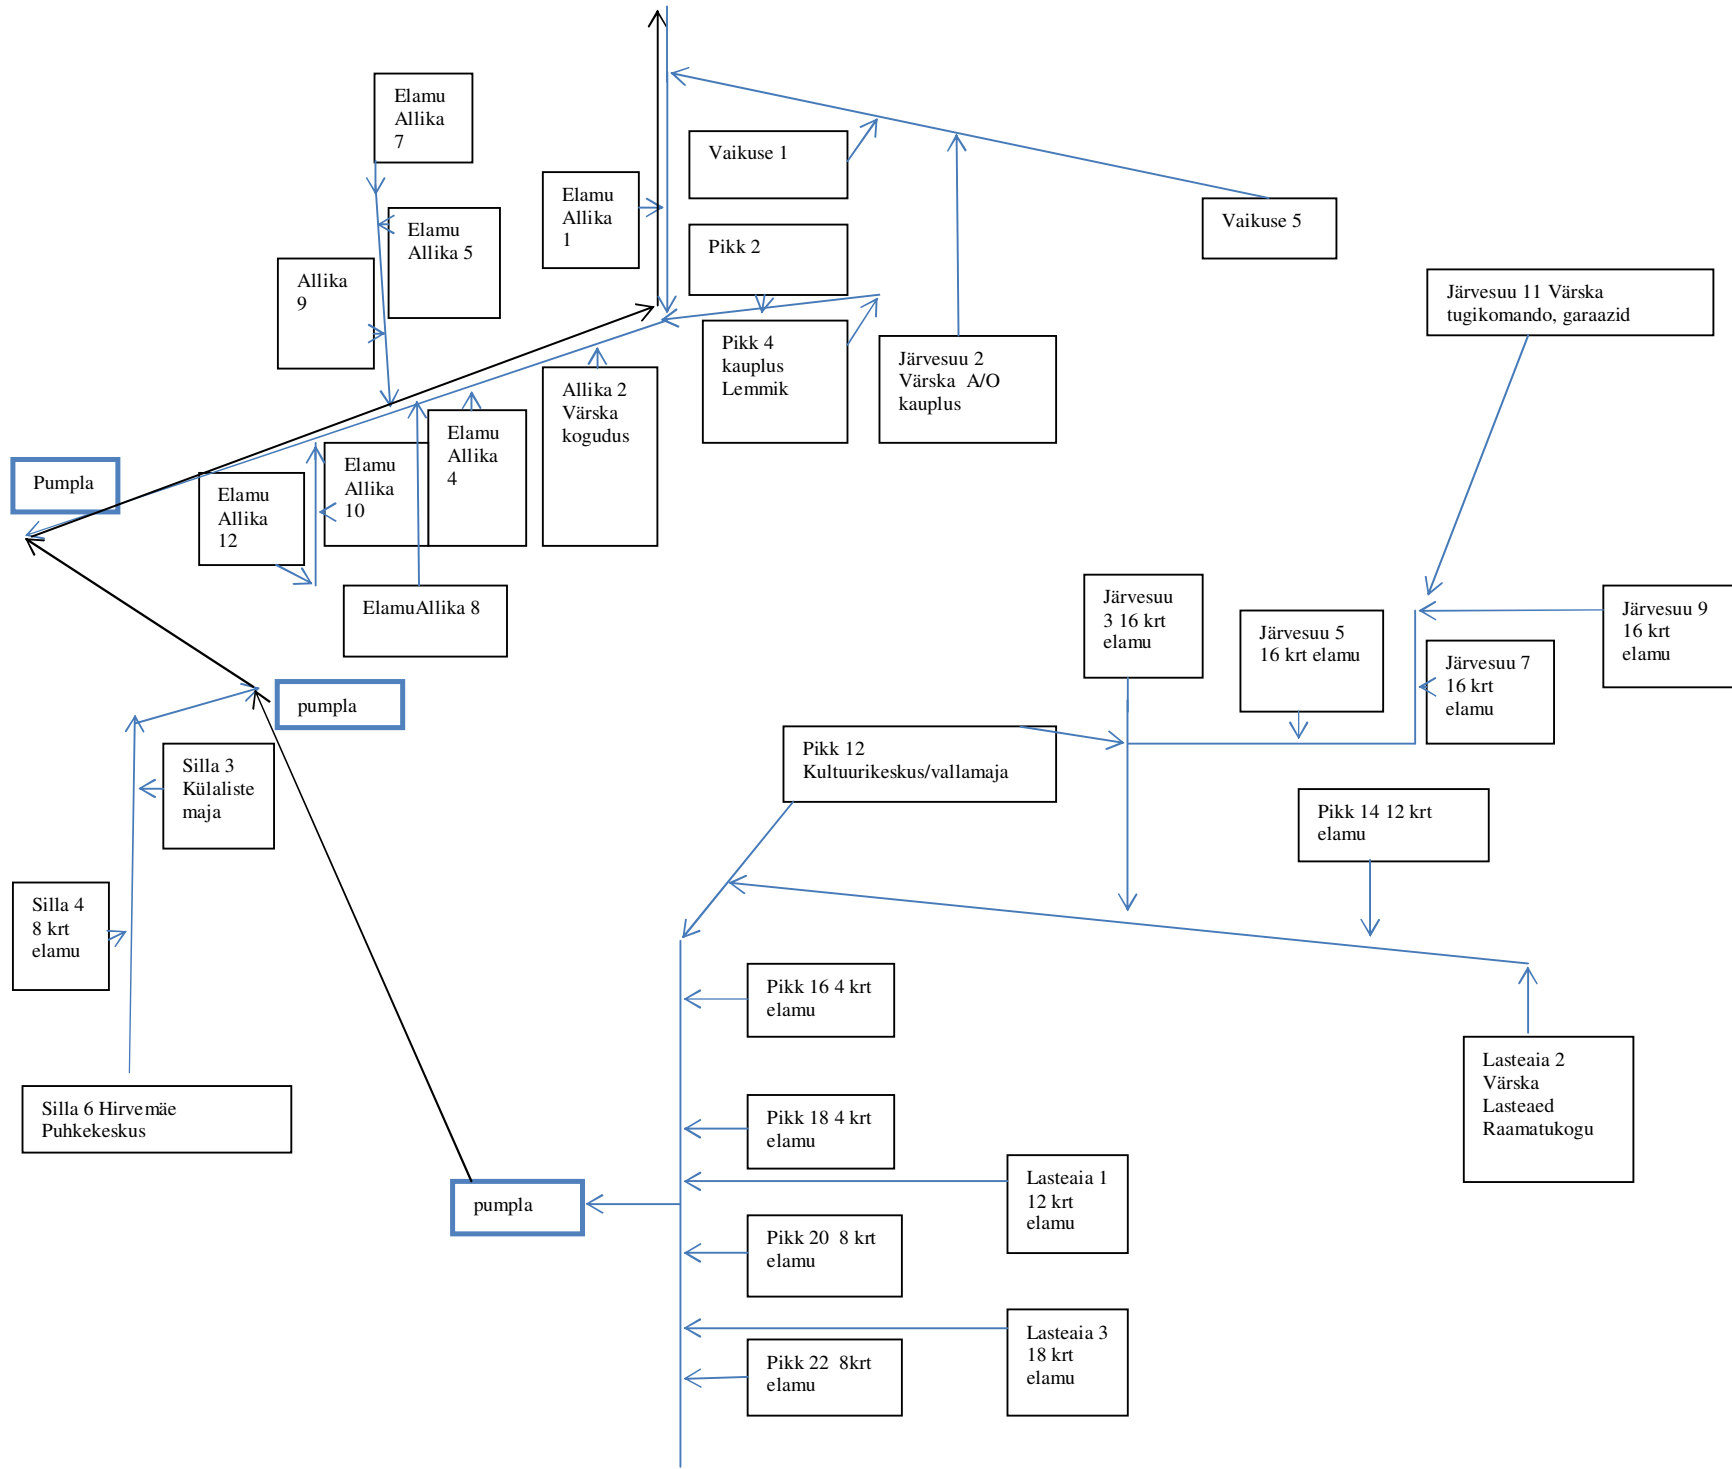 Elamu
Allika
7
Vaikuse 1
Elamu
Allika
1
Elamu
Allika 5
Vaikuse 5
Pikk 2
Allika
9
Järvesuu 11 Värska
tugikomando, garaazid
Pikk 4
kauplus
Lemmik
Järvesuu 2
Värska  A/O
kauplus
Allika 2
Värska
kogudus
Elamu
Allika
4
Elamu
Allika
10
Pumpla
Elamu
Allika
12
ElamuAllika 8
Järvesuu
3 16 krt
elamu
Järvesuu 5
16 krt elamu
Järvesuu 9
16 krt
elamu
Järvesuu 7
16 krt
elamu
pumpla
Pikk 12
Kultuurikeskus/vallamaja
Silla 3
Külaliste
maja
Pikk 14 12 krt
elamu
Silla 4
8 krt
elamu
Pikk 16 4 krt
elamu
Lasteaia 2
Värska
Lasteaed
Raamatukogu
Silla 6 Hirvemäe
Puhkekeskus
Pikk 18 4 krt
elamu
Lasteaia 1
12 krt
elamu
pumpla
Pikk 20  8 krt
elamu
Lasteaia 3
18 krt
elamu
Pikk 22  8krt
elamu